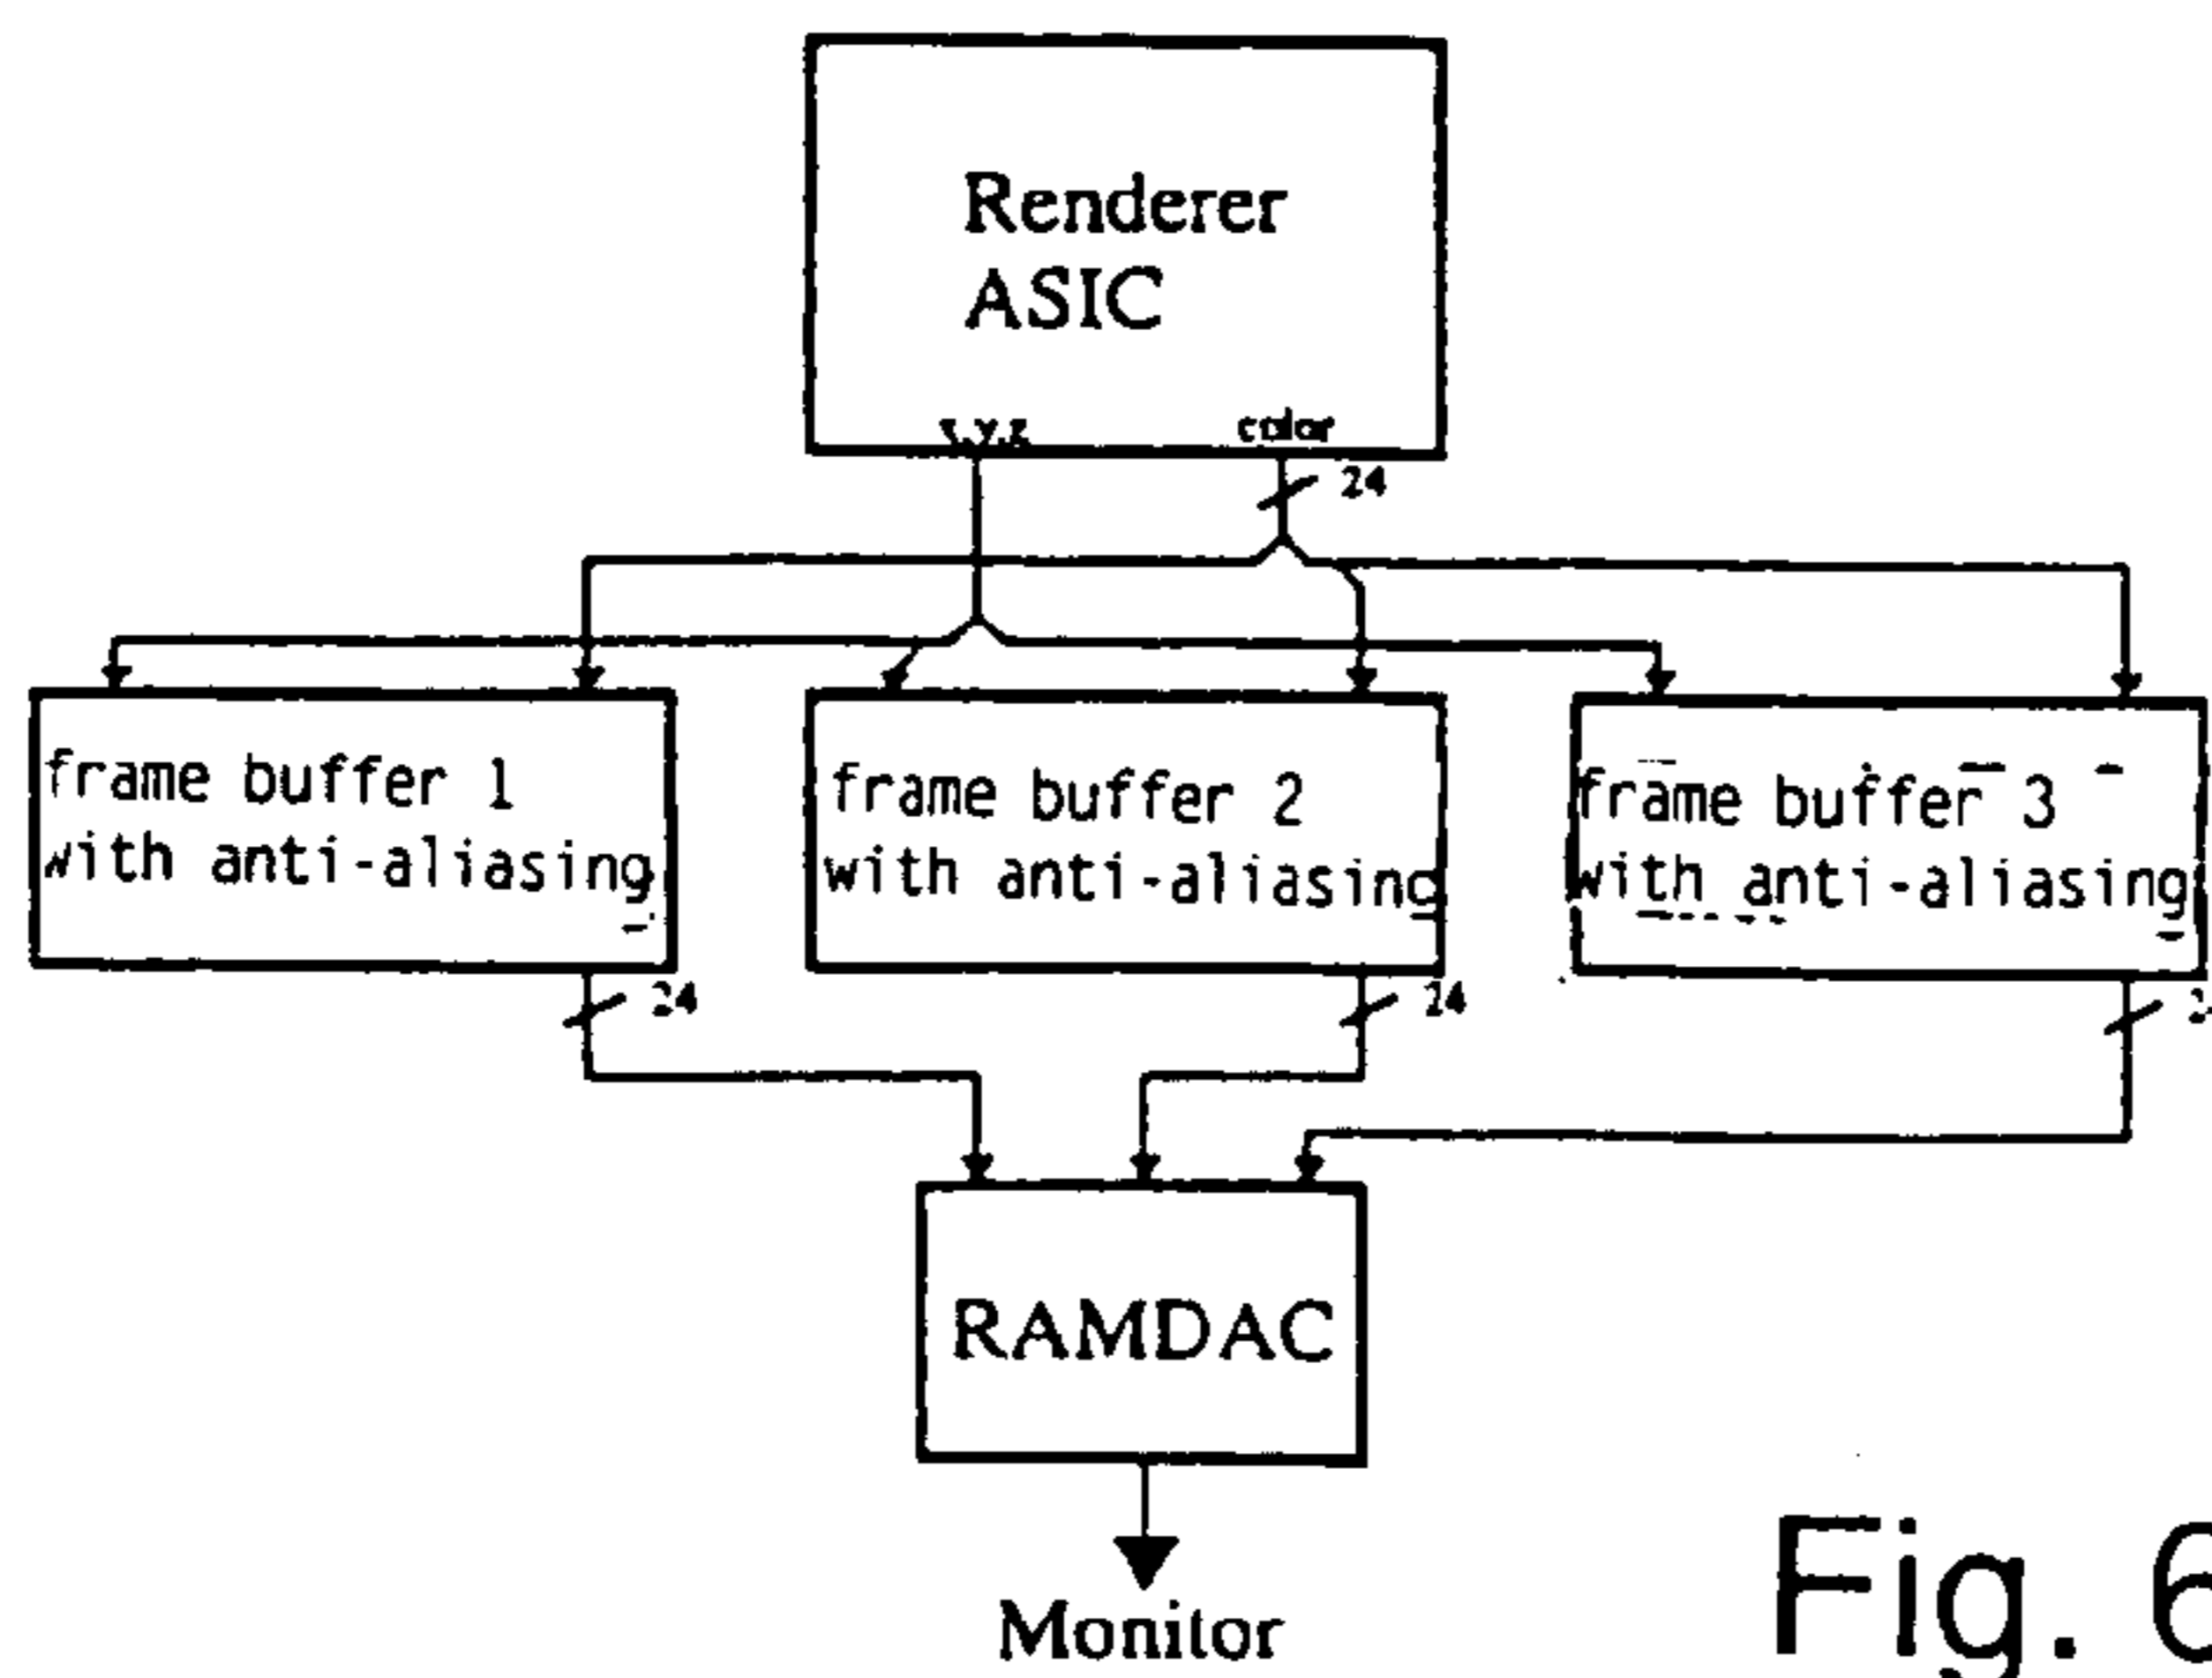 Renderer
ASIC
color
24
frame buffer 1
with anti-aliasing
frame buffer 2
with anti-aliasing
frame buffer 3
with anti-aliasing
24
24
RAMDAC
Monitor
Fig. 6